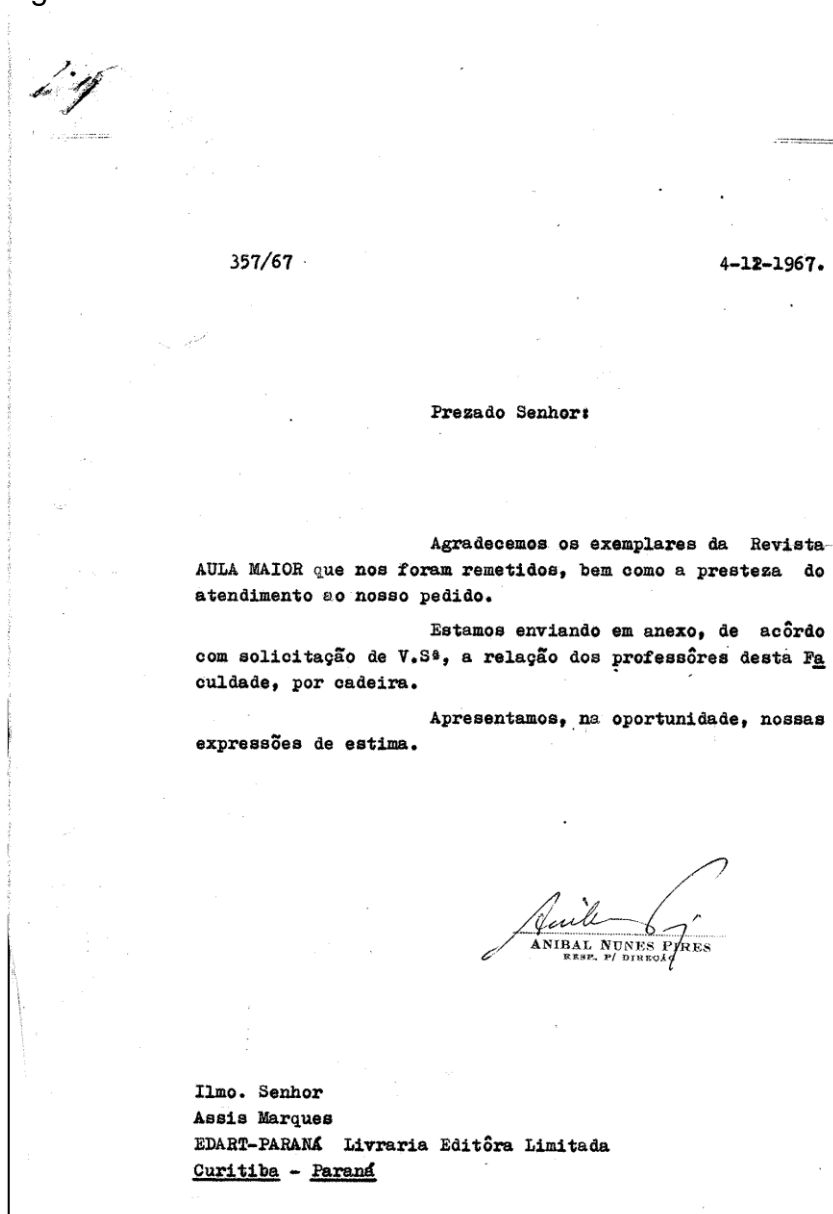 357/67 4-12-1967.
Prezado Senhor:
Agradecemos os exemplares da Revista
AULA MAIOR que nos foram remetidos, bem como a presteza do
atendimento ao nosso pedido.
Estamos enviando em anexo, de acôrdo
com solicitação de V.Sª, a relação dos professôres desta Fa
culdade, por cadeira.
Apresentamos, na oportunidade, nossas
expressões de estima.
ANIBAL NUNES PIRES
RESP. P/ DIREÇÃO
Ilmo. Senhor
Assis Marques
EDART-PARANÁ Livraria Editôra Limitada
Curitiba - Paraná